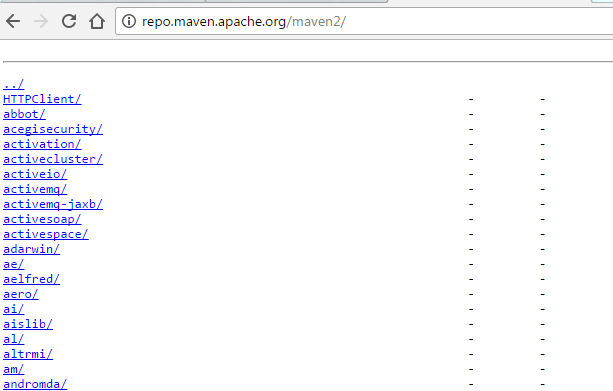 repo.maven.apache.org/maven2/
../
HTTPClient/ - -
abbot/ - -
acegisecurity/ - -
activation/ - -
activecluster/ - -
activeio/ - -
activemq/ - -
activemq-jaxb/ - -
activesoap/ - -
activespace/ - -
adarwin/ - -
ae/ - -
aelfred/ - -
aero/ - -
ai/ - -
aislib/ - -
al/ - -
altrmi/ - -
am/ - -
andromda/ - -